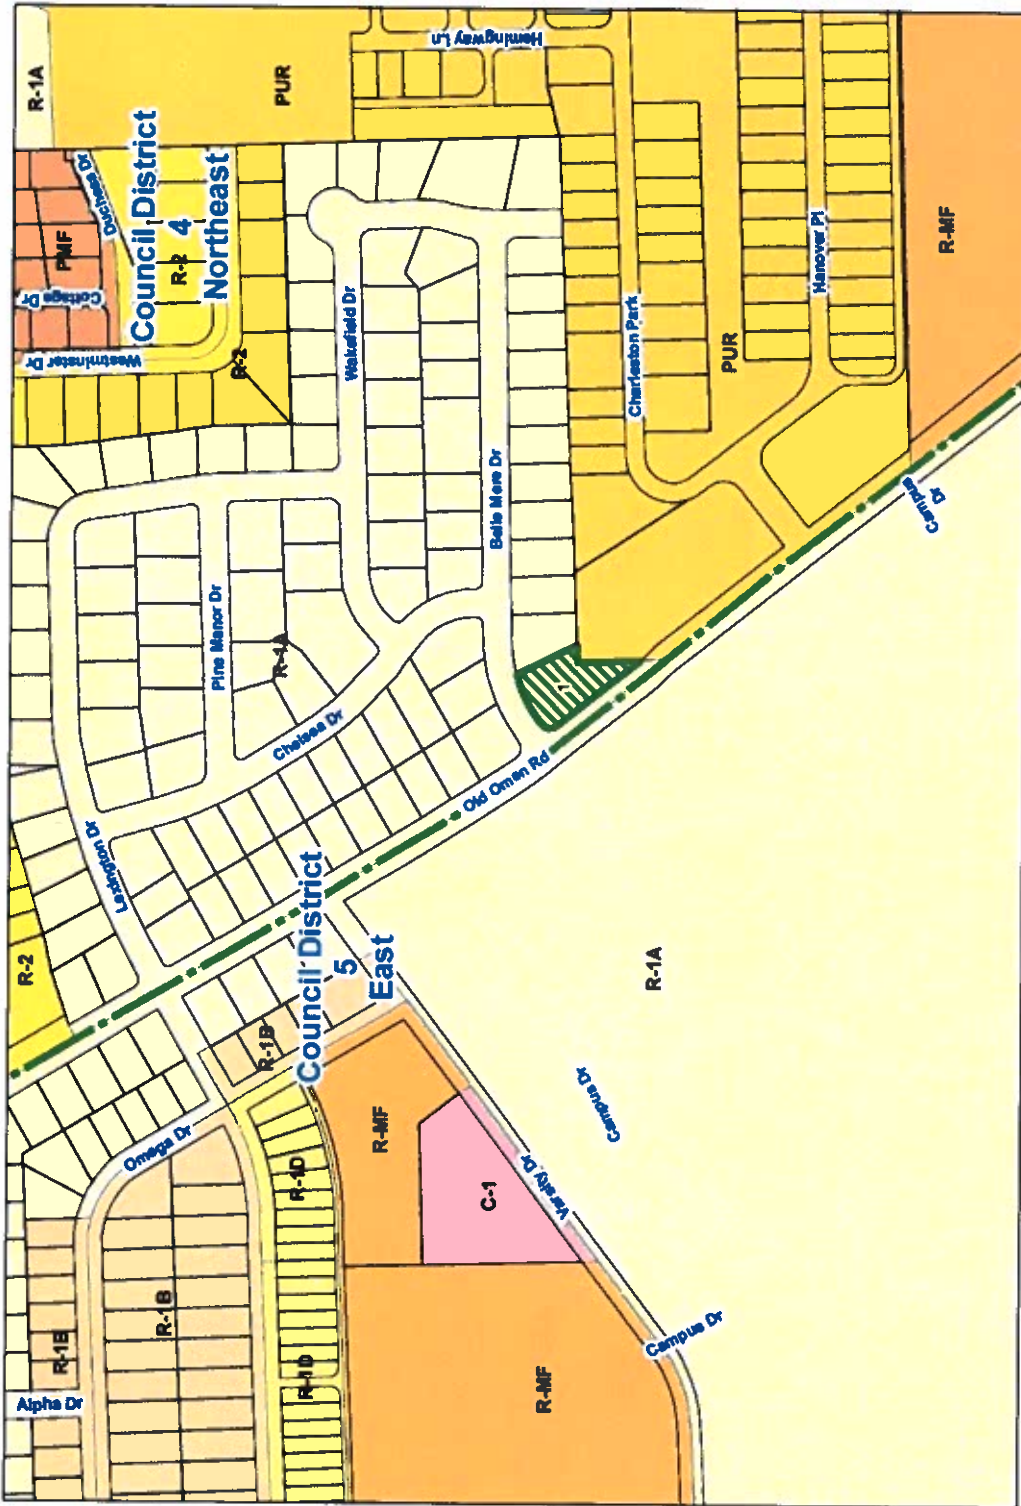 R-1A
PUR
Hemingway Ln
Duchess Dr
PMF
Cottage Dr
Council District
4
Northeast
R-2
Westminster Dr
R-2
Wakefield Dr
Charleston Park
Hanover Pl
R-MF
PUR
Belle Mere Dr
Campus
Dr
Pine Manor Dr
R-1A
Chelsea Dr
1
Old Omen Rd
Lexington Dr
R-2
Council District
5
East
R-1B
R-1A
Omega Dr
R-MF
Campus Dr
R-1D
C-1
Varsity Dr
R-1B
R-1B
R-1D
Alpha Dr
Campus Dr
R-MF